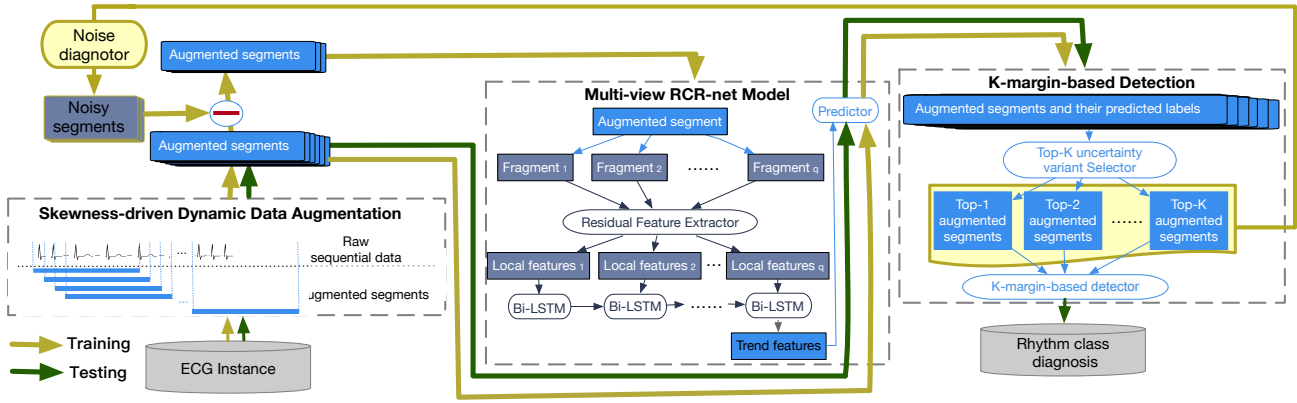 Noise
diagnotor
Noisy
segments
Augmented segments
Augmented segments
Skewness-driven Dynamic Data Augmentation
Raw
sequential data
...
...
ugmented segments
Training
Testing
ECG Instance
Multi-view RCR-net Model
Augmented segment
Fragment 1
Fragment 2
......
Fragment q
Residual Feature Extractor
Local features 1
Local features 2
...
Local features q
Bi-LSTM
Bi-LSTM
......
Bi-LSTM
Trend features
Predictor
K-margin-based Detection
Augmented segments and their predicted labels
Top-K uncertainty
variant Selector
Top-1
augmented
segments
Top-2
augmented
segments
......
Top-K
augmented
segments
K-margin-based detector
Rhythm class
diagnosis